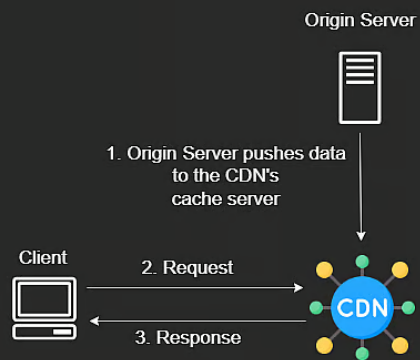 Origin Server
1. Origin Server pushes data
to the CDN's
cache server
Client
2. Request
CDN
3. Response